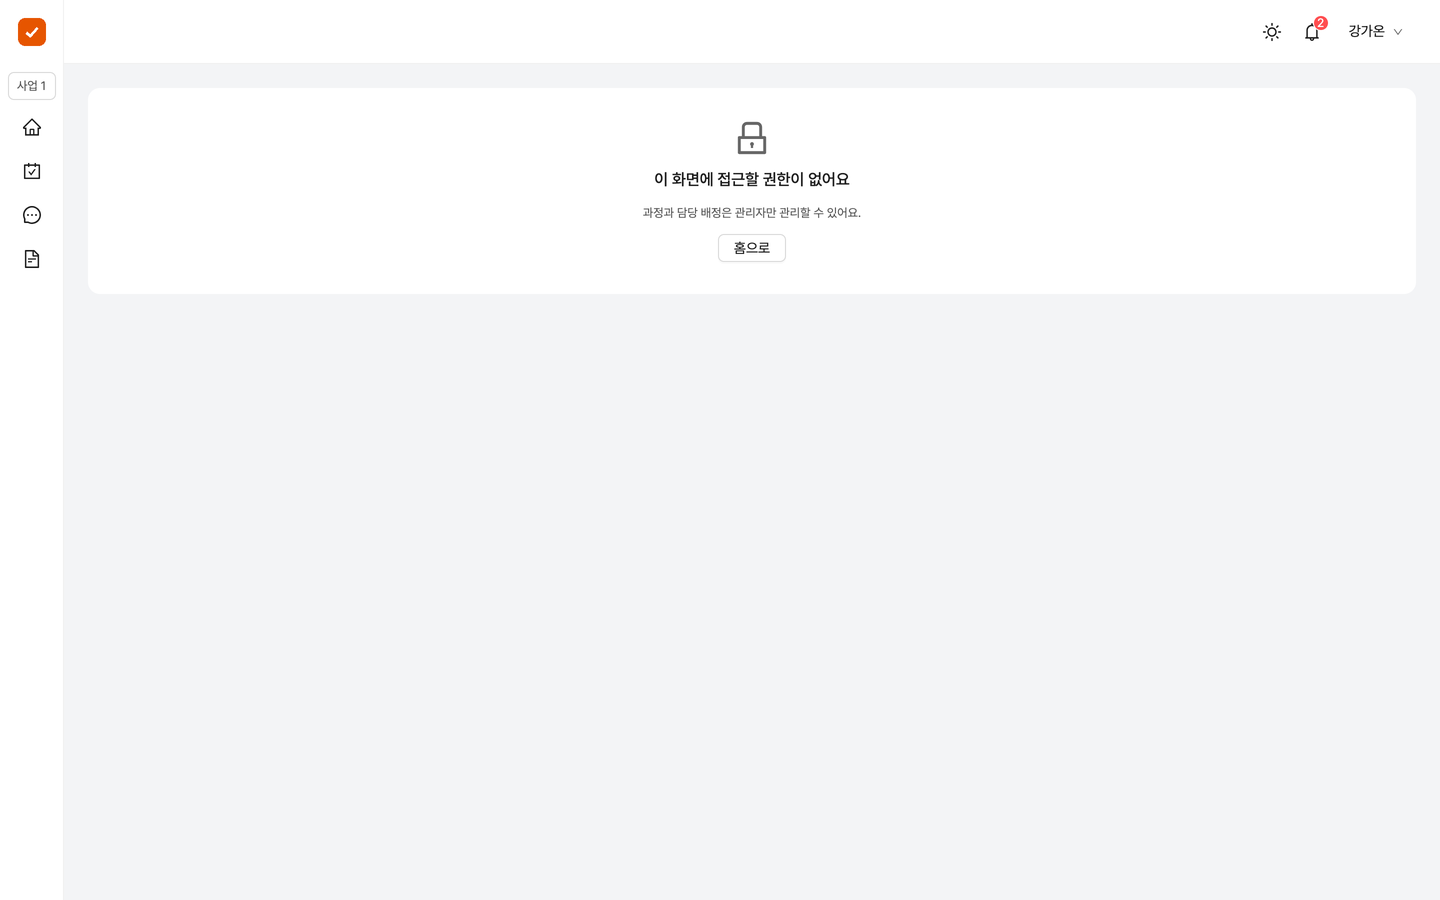 2
강가온
사업 1
이 화면에 접근할 권한이 없어요
과정과 담당 배정은 관리자만 관리할 수 있어요.
홈으로